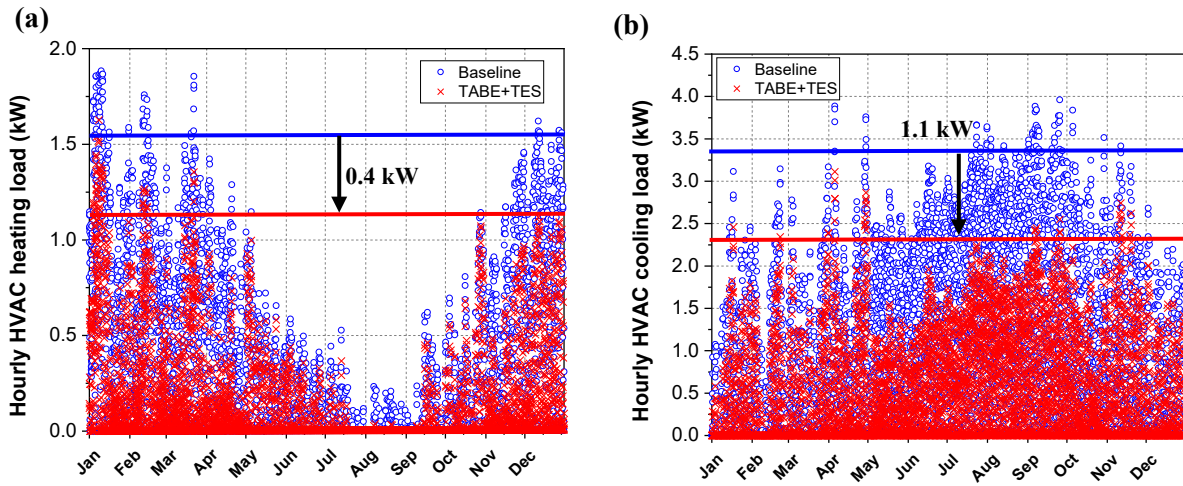 (a)
Hourly HVAC heating load (kW)
2.0
1.5
1.0
0.5
0.0
Baseline
TABE+TES
0.4 kW
Jan Feb Mar Apr May Jun Jul Aug Sep Oct Nov Dec
(b)
Hourly HVAC cooling load (kW)
4.5
4.0
3.5
3.0
2.5
2.0
1.5
1.0
0.5
0.0
Baseline
TABE+TES
1.1 kW
Jan Feb Mar Apr May Jun Jul Aug Sep Oct Nov Dec